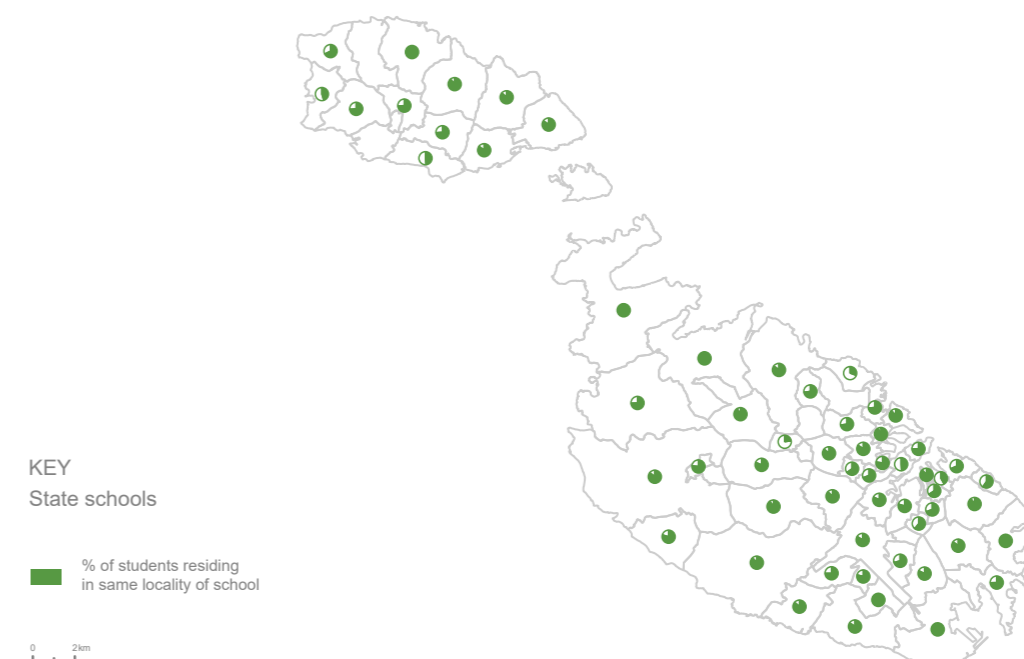 KEY
State schools
% of students residing
in same locality of school
0 2km